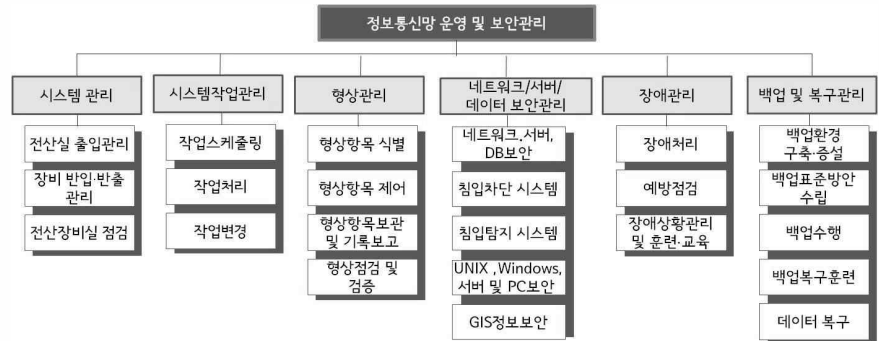 정보통신망 운영 및 보안관리
시스템 관리
전산실 출입관리
장비 반입·반출
관리
전산장비실 점검
시스템작업관리
작업스케줄링
작업처리
작업변경
형상관리
형상항목 식별
형상항목 제어
형상항목보관
및 기록보고
형상점검 및
검증
네트워크/서버/
데이터 보안관리
네트워크.서버,
DB보안
침입차단 시스템
침입탐지 시스템
UNIX ,Windows,
서버 및 PC보안
GIS정보보안
장애관리
장애처리
예방점검
장애상황관리
및 훈련·교육
백업 및 복구관리
백업환경
구축·증설
백업표준방안
수립
백업수행
백업복구훈련
데이터 복구